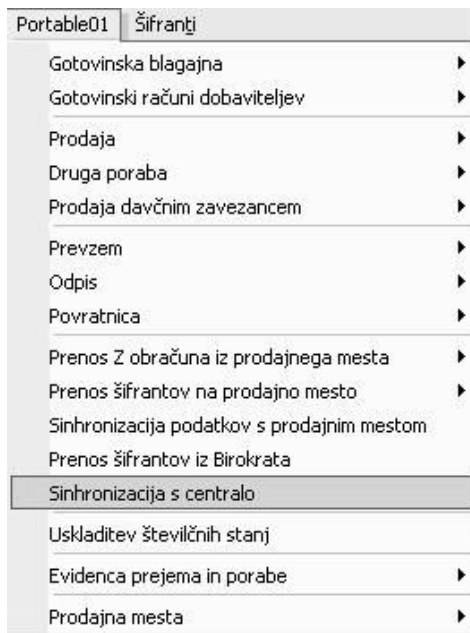 Portable01 Šifranti
Gotovinska blagajna
Gotovinski računi dobaviteljev
Prodaja
Druga poraba
Prodaja davčnim zavezancem
Prevzem
Odpis
Povratnica
Prenos Z obračuna iz prodajnega mesta
Prenos šifrantov na prodajno mesto
Sinhronizacija podatkov s prodajnim mestom
Prenos šifrantov iz Birokrata
Sinhronizacija s centralo
Uskladitev številčnih stanj
Evidenca prejema in porabe
Prodajna mesta